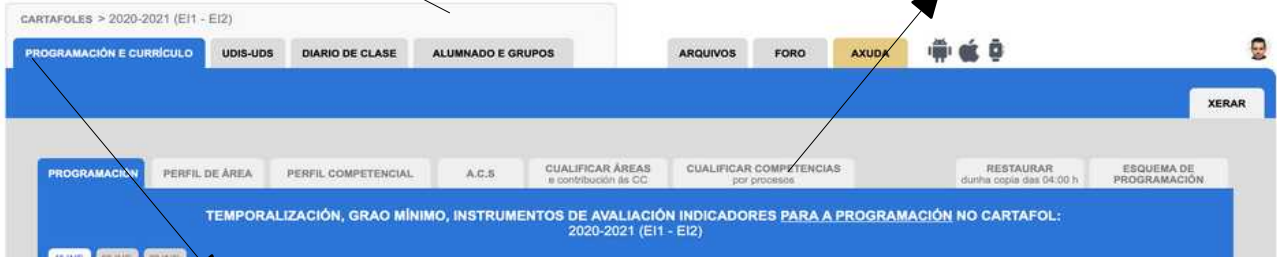 CARTAFOLES > 2020-2021 (EI1 - EI2)
PROGRAMACIÓN E CURRÍCULO UDIS-UDS DIARIO DE CLASE ALUMNADO E GRUPOS ARQUIVOS FORO AXUDA
XERAR
PROGRAMACIÓN PERFIL DE ÁREA PERFIL COMPETENCIAL A.C.S CUALIFICAR ÁREAS CUALIFICAR COMPETENCIAS RESTAURAR ESQUEMA DE
e contribución ás CC por procesos dunha copia das 04:00 h PROGRAMACIÓN
TEMPORALIZACIÓN, GRAO MÍNIMO, INSTRUMENTOS DE AVALIACIÓN INDICADORES PARA A PROGRAMACIÓN NO CARTAFOL:
2020-2021 (EI1 - EI2)